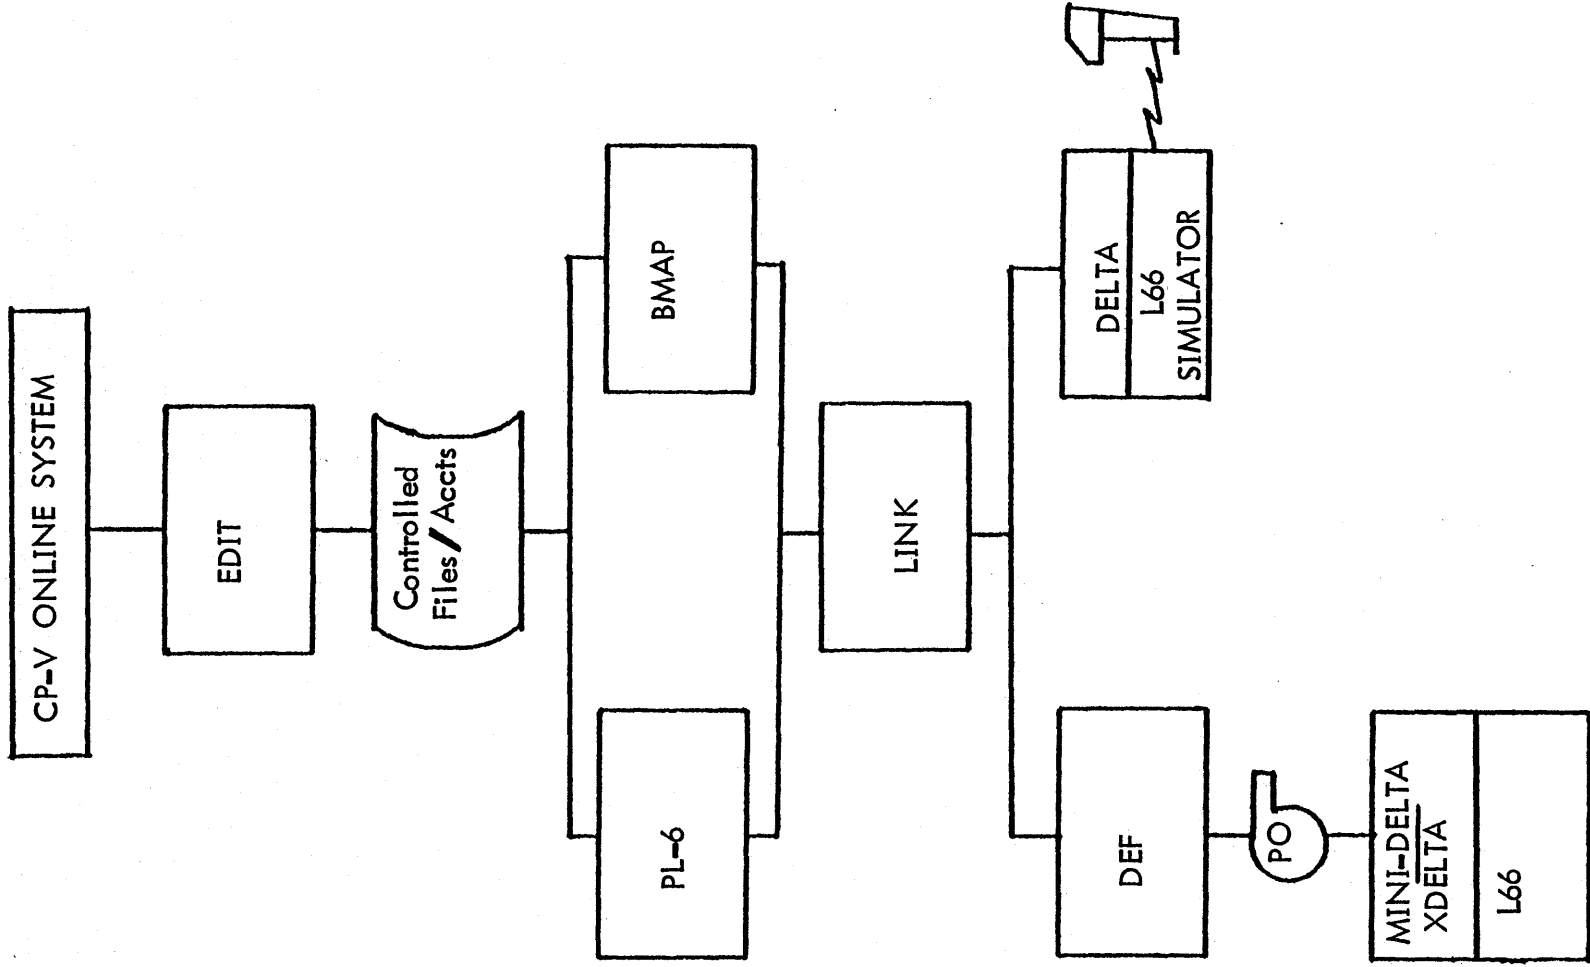 CP-V ONLINE SYSTEM
EDIT
Controlled
Files/Accts
PL-6
BMAP
LINK
DEF
DELTA
L66
SIMULATOR
PO
MINI-DELTA
XDELTA
L66